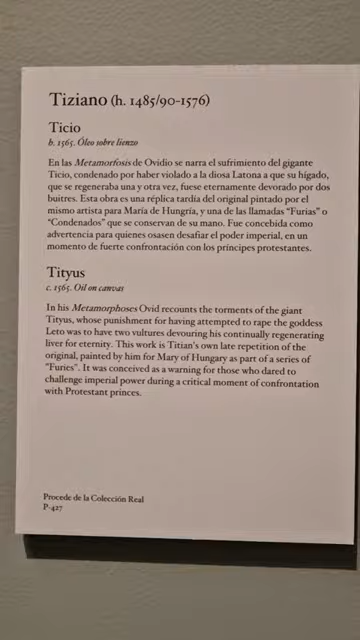 Tiziano (h. 1485/90-1576)
Ticio
h. 1565. Óleo sobre lienzo
En las Metamorfosis de Ovidio se narra el sufrimiento del gigante
Ticio, condenado por haber violado a la diosa Latona a que su hígado,
que se regeneraba una y otra vez, fuese eternamente devorado por dos
buitres. Esta obra es una réplica tardía del original pintado por el
mismo artista para María de Hungría, y una de las llamadas "Furias" o
"Condenados" que se conservan de su mano. Fue concebida como
advertencia para quienes osasen desafiar el poder imperial, en un
momento de fuerte confrontación con los príncipes protestantes.
Tityus
c. 1565. Oil on canvas
In his Metamorphoses Ovid recounts the torments of the giant
Tityus, whose punishment for having attempted to rape the goddess
Leto was to have two vultures devouring his continually regenerating
liver for eternity. This work is Titian's own late repetition of the
original, painted by him for Mary of Hungary as part of a series of
"Furies". It was conceived as a warning for those who dared to
challenge imperial power during a critical moment of confrontation
with Protestant princes.
Procede de la Colección Real
P-427